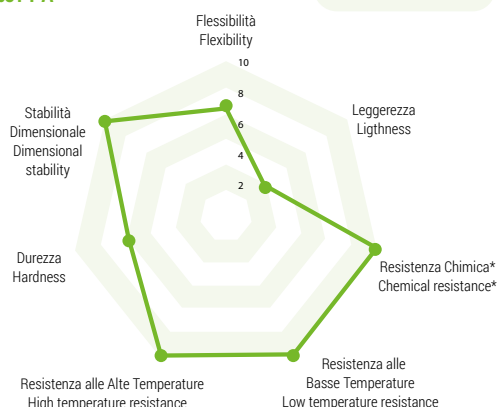 Flessibilità
Flexibility
10
8
6
4
2
Leggerezza
Ligthness
Stabilità
Dimensionale
Dimensional
stability
Resistenza Chimica*
Chemical resistance*
Durezza
Hardness
Resistenza alle
Basse Temperature
Low temperature resistance
Resistenza alle Alte Temperature
High temperature resistance